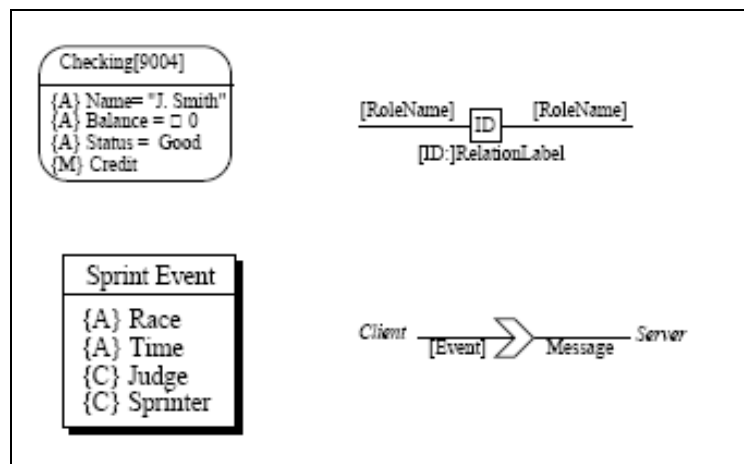 Checking[9004]
{A} Name= "J. Smith"
{A} Balance = □ 0
{A} Status = Good
{M} Credit
[RoleName] ID [RoleName]
[ID:]RelationLabel
Sprint Event
{A} Race
{A} Time
{C} Judge
{C} Sprinter
Client [Event] Message Server